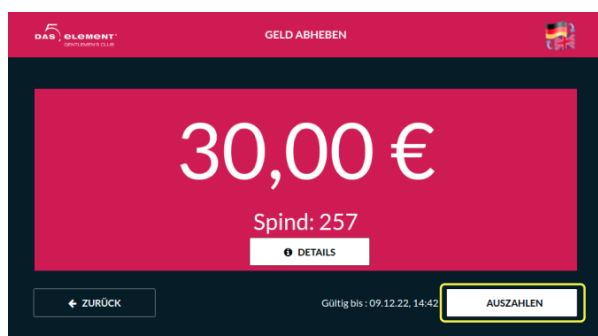 DAS 5. ELEMENT
GENTLEMEN'S CLUB
GELD ABHEBEN
30,00 €
Spind: 257
DETAILS
ZURÜCK
Gültig bis : 09.12.22, 14:42
AUSZAHLEN